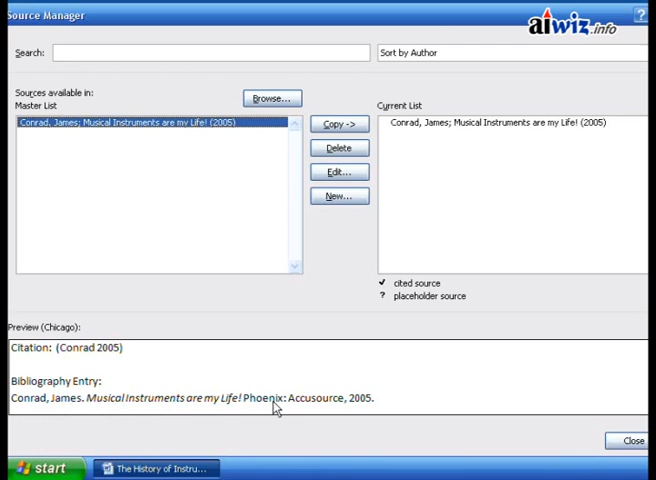 Source Manager
aiwiz.info
?
Search:
Sort by Author
Sources available in:
Master List
Browse...
Current List
Conrad, James; Musical Instruments are my Life! (2005)
Copy ->
Conrad, James; Musical Instruments are my Life! (2005)
Delete
Edit...
New...
✓ cited source
? placeholder source
Preview (Chicago):
Citation: (Conrad 2005)
Bibliography Entry:
Conrad, James. Musical Instruments are my Life! Phoenix: Accusource, 2005.
Close
start
The History of Instru...